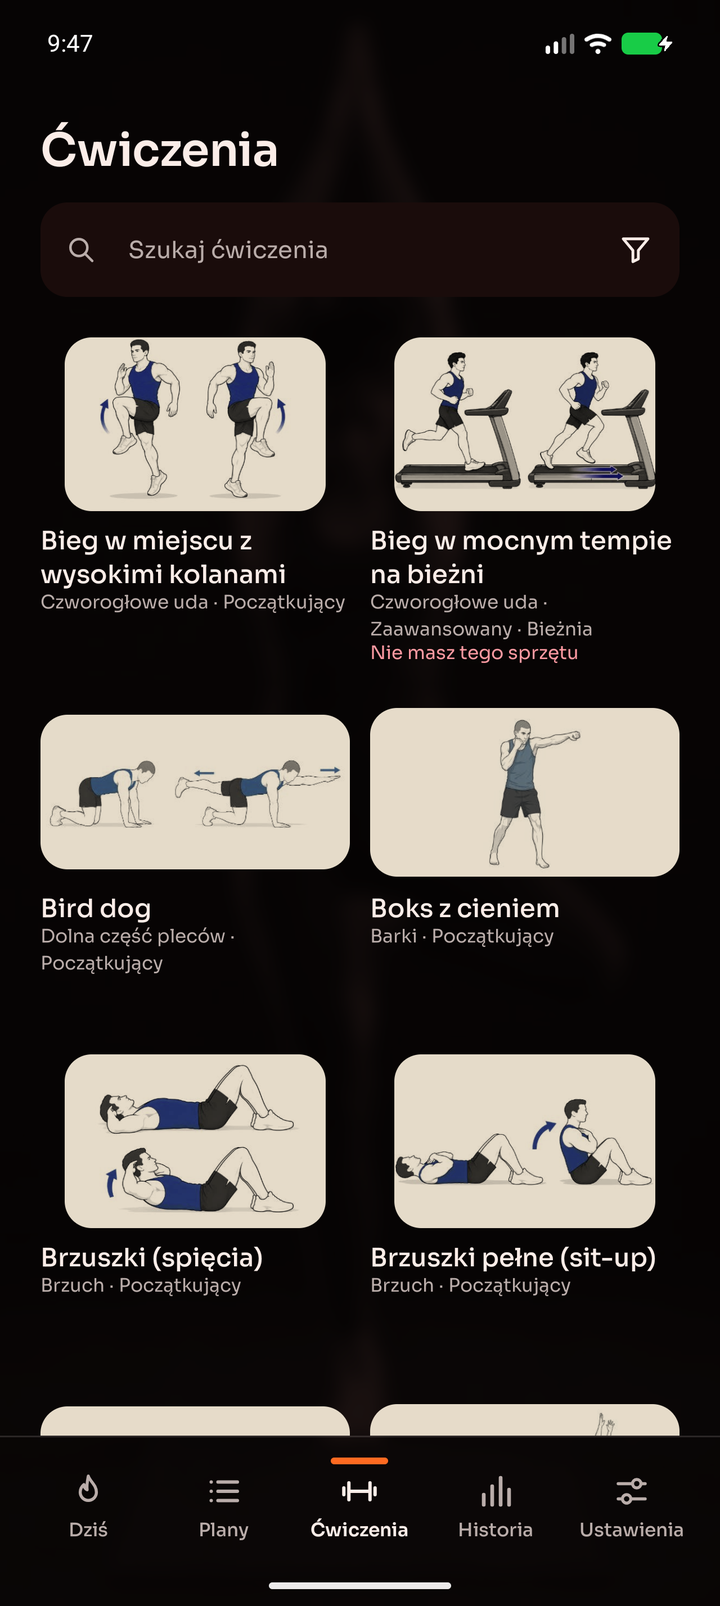 9:47
Ćwiczenia
Szukaj ćwiczenia
Bieg w miejscu z
wysokimi kolanami
Czworogłowe uda · Początkujący
Bieg w mocnym tempie
na bieżni
Czworogłowe uda ·
Zaawansowany · Bieżnia
Nie masz tego sprzętu
Bird dog
Dolna część pleców ·
Początkujący
Boks z cieniem
Barki · Początkujący
Brzuszki (spięcia)
Brzuch · Początkujący
Brzuszki pełne (sit-up)
Brzuch · Początkujący
Dziś
Plany
Ćwiczenia
Historia
Ustawienia